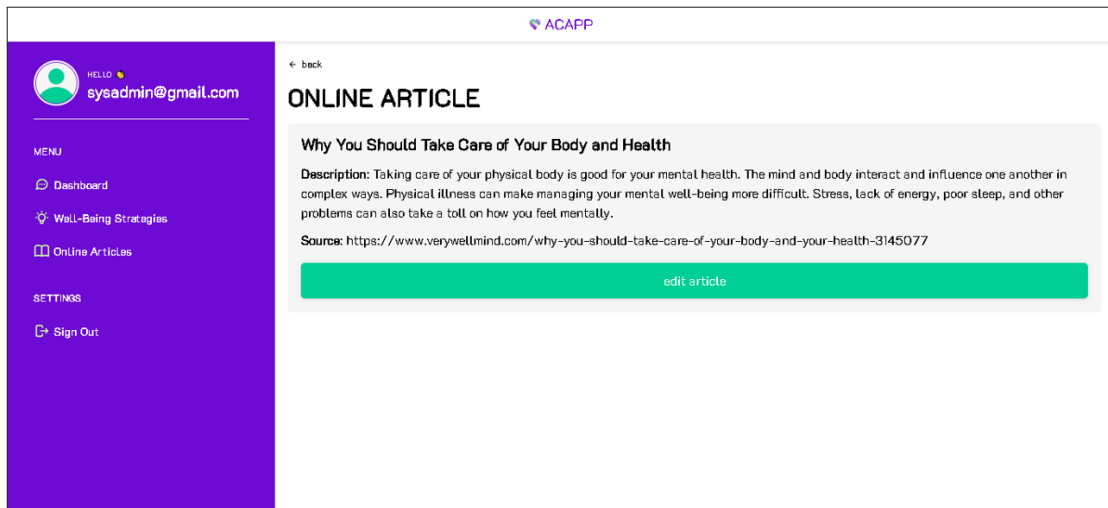 ACAPP
HELLO 👋
sysadmin@gmail.com
MENU
Dashboard
Well-Being Strategies
Online Articles
SETTINGS
Sign Out
← back
ONLINE ARTICLE
Why You Should Take Care of Your Body and Health
Description: Taking care of your physical body is good for your mental health. The mind and body interact and influence one another in
complex ways. Physical illness can make managing your mental well-being more difficult. Stress, lack of energy, poor sleep, and other
problems can also take a toll on how you feel mentally.
Source: https://www.verywellmind.com/why-you-should-take-care-of-your-body-and-your-health-3145077
edit article